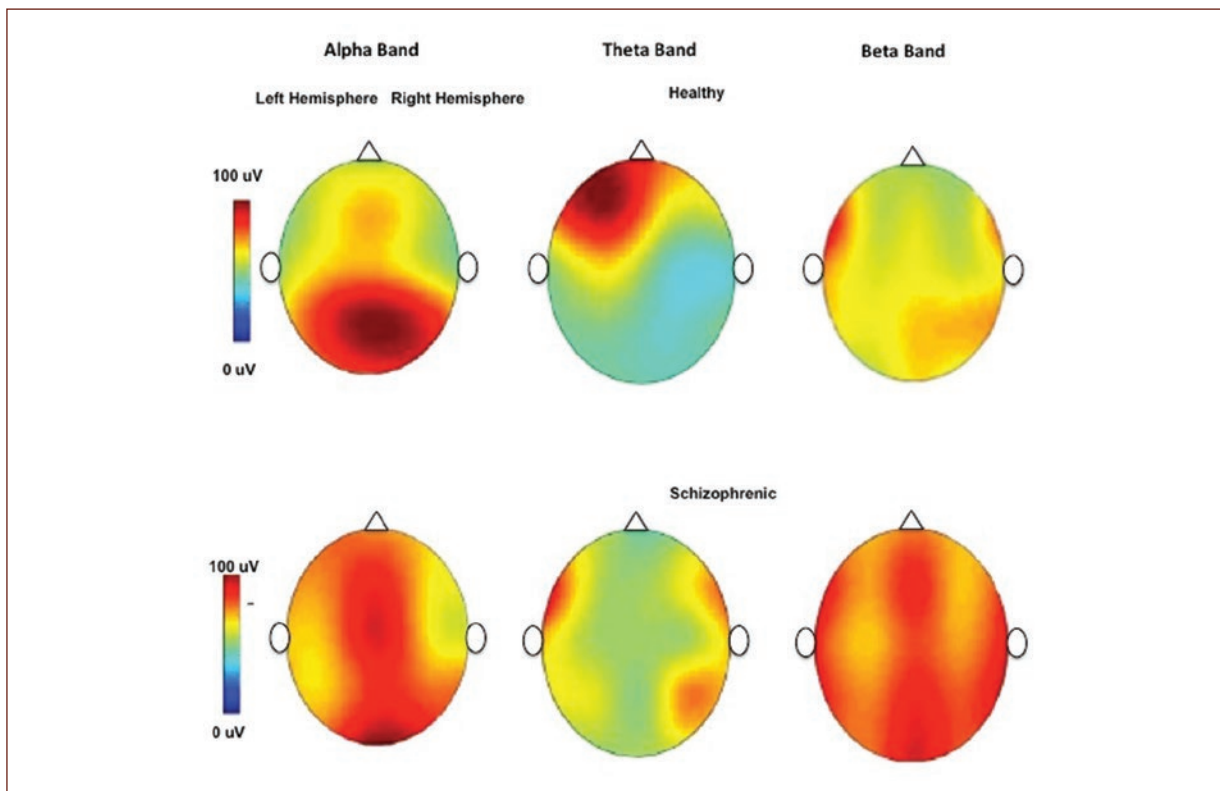 Alpha Band Theta Band Beta Band
Left Hemisphere Right Hemisphere Healthy
100 uV
0 uV
Schizophrenic
100 uV
0 uV